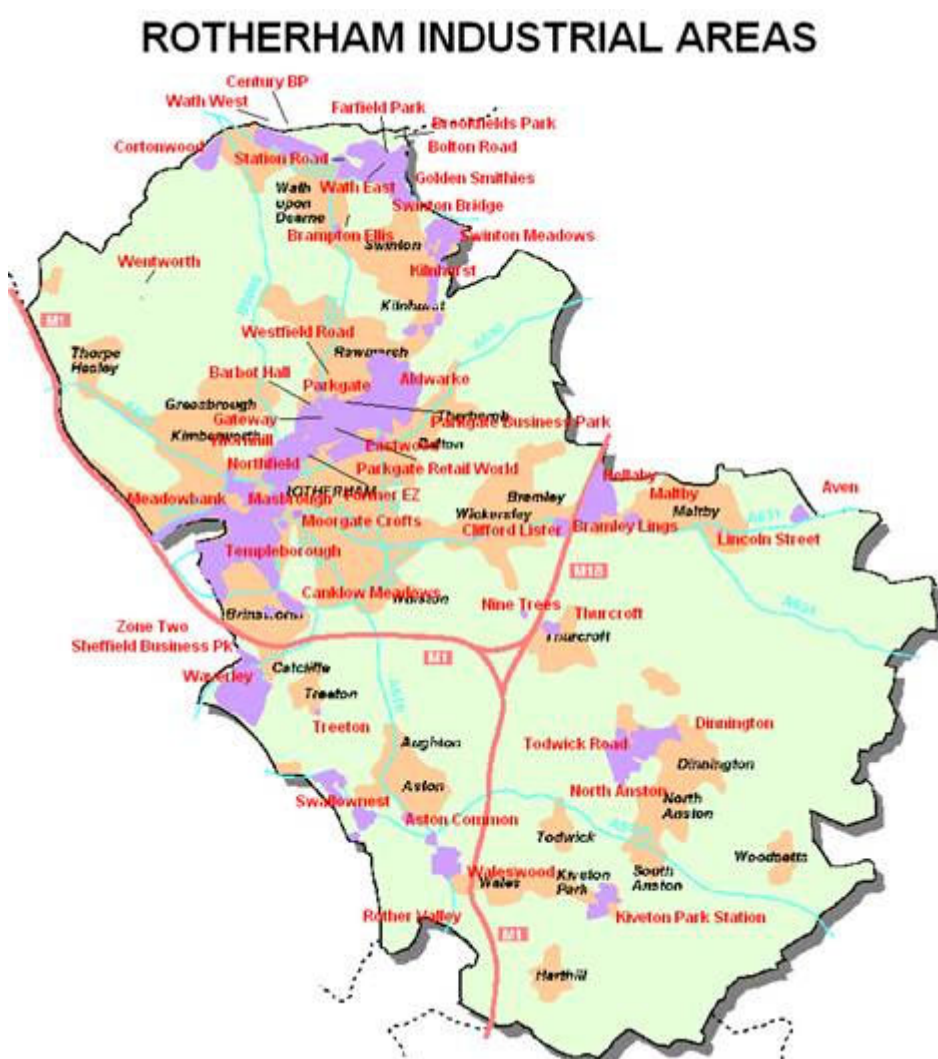 ROTHERHAM INDUSTRIAL AREAS
Century BP
Wath West
Farfield Park
Brookfields Park
Cortonwood
Station Road
Bolton Road
Wath East
Golden Smithies
Wath
upon
Dearne
Swinton Bridge
Brampton Ellis
Swinton
Swinton Meadows
Wentworth
Kilnhurst
Kilnhurst
M1
Westfield Road
Rawmarsh
Thorpe
Hesley
Barbot Hall
Parkgate
Aldwarke
Greasbrough
Gateway
Thrybergh
Parkgate Business Park
Kimberworth
Eastwood
Dalton
Northfield
Parkgate Retail World
Hellaby
Maltby
Aven
Meadowbank
Masbrough
ROTHERHAM
Former EZ
Bramley
Maltby
A631
Moorgate Crofts
Wickersley
Clifford Lister
Bramley Lings
Lincoln Street
Templeborough
M18
Canklow Meadows
Whiston
Nine Trees
Thurcroft
Brinsworth
Thurcroft
Zone Two
Sheffield Business Pk
M1
Waverley
Catcliffe
Treeton
Treeton
Aughton
Todwick Road
Dinnington
Dinnington
Swallownest
Aston
North Anston
North
Anston
Aston Common
Todwick
Woodsetts
Waleswood
Wales
Kiveton
Park
South
Anston
Rother Valley
Kiveton Park Station
M1
Harthill